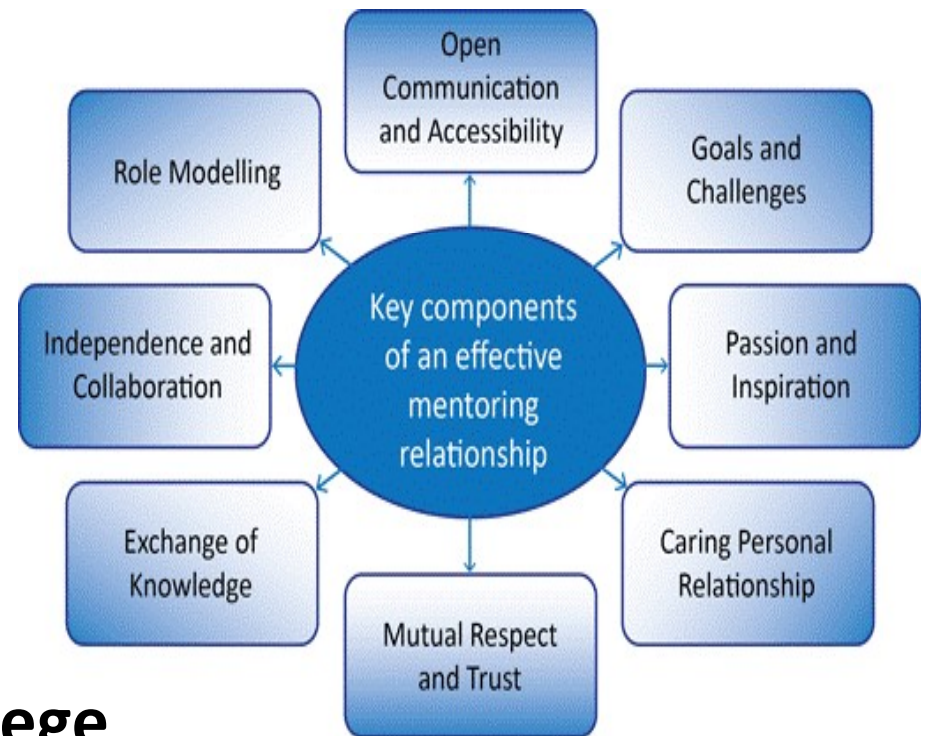 Open
Communication
and Accessibility
Role Modelling
Goals and
Challenges
Key components
of an effective
mentoring
relationship
Independence and
Collaboration
Passion and
Inspiration
Exchange of
Knowledge
Caring Personal
Relationship
Mutual Respect
and Trust
ege